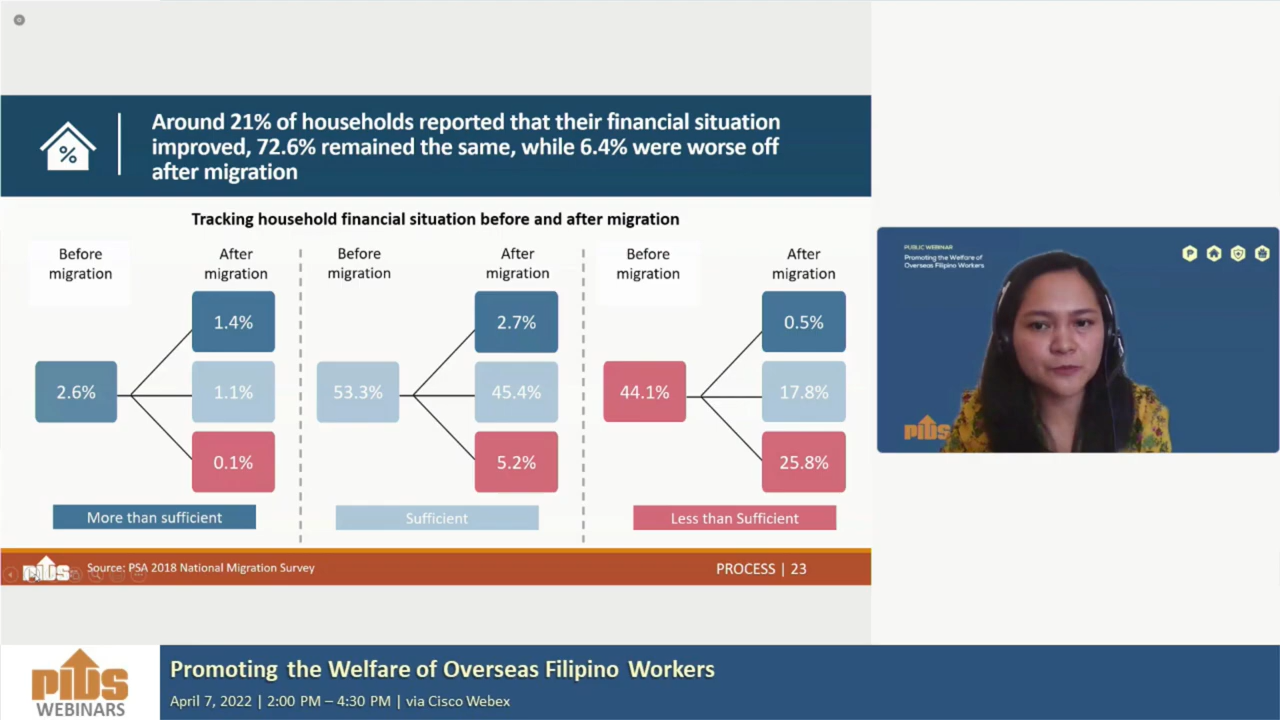 Around 21% of households reported that their financial situation
improved, 72.6% remained the same, while 6.4% were worse off
after migration
%
Tracking household financial situation before and after migration
Before
migration
After
migration
2.6%
1.4%
1.1%
0.1%
More than sufficient
Before
migration
After
migration
53.3%
2.7%
45.4%
5.2%
Sufficient
Before
migration
After
migration
44.1%
0.5%
17.8%
25.8%
Less than Sufficient
PIDS
Source: PSA 2018 National Migration Survey
PROCESS | 23
PUBLIC WEBINAR
Promoting the Welfare of
Overseas Filipino Workers
P
PIDS
PIDS
WEBINARS
Promoting the Welfare of Overseas Filipino Workers
April 7, 2022 | 2:00 PM – 4:30 PM | via Cisco Webex